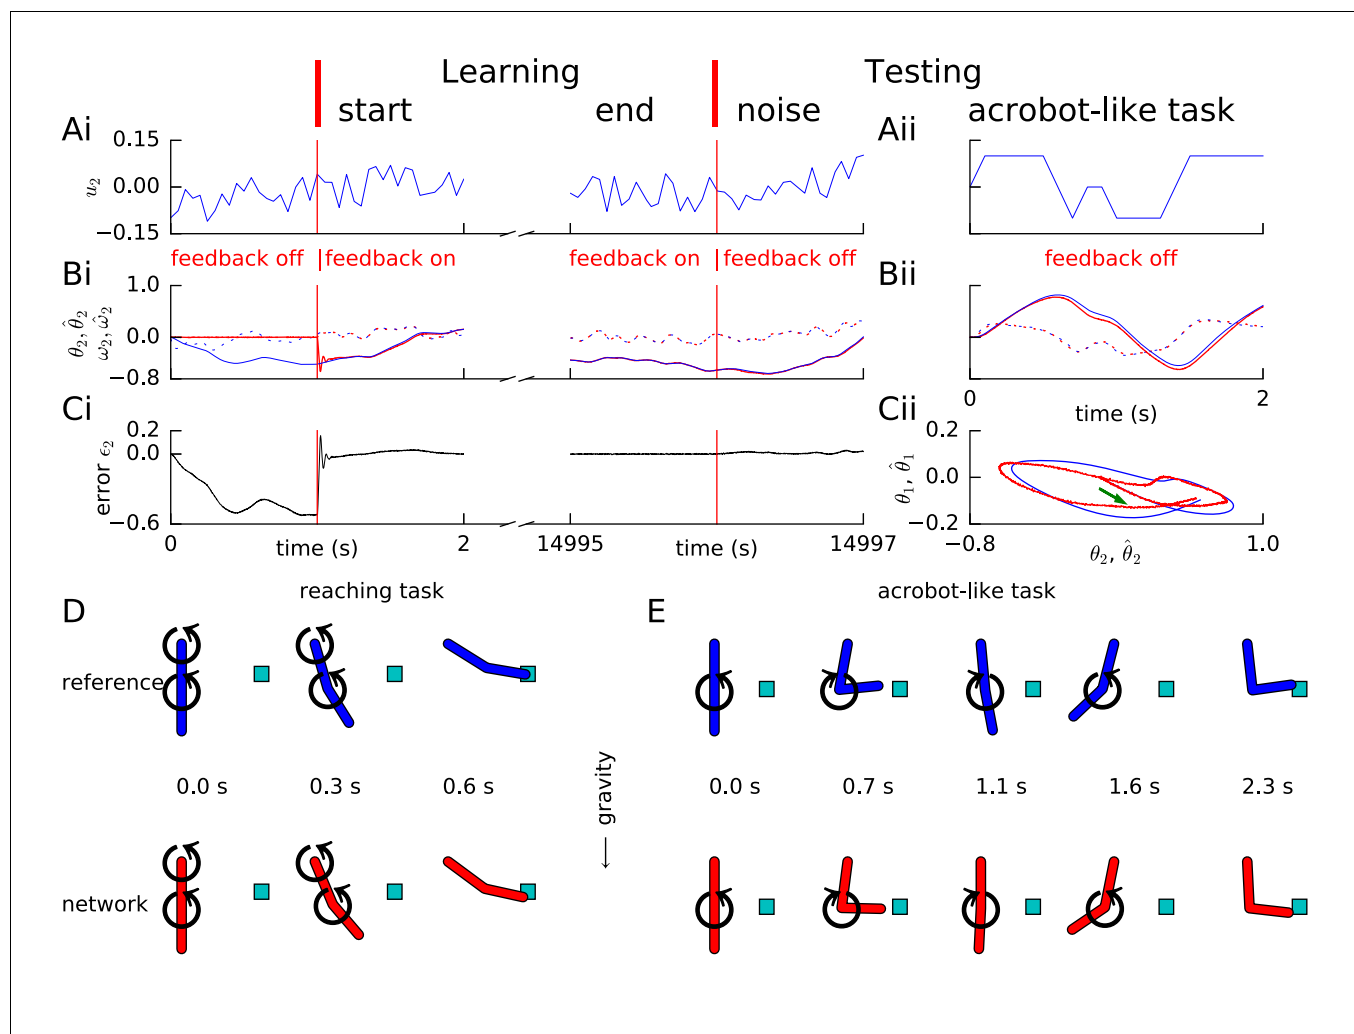 Learning Testing
start end noise acrobot-like task
Ai Aii
0.15
0.00
−0.15
u₂
feedback off feedback on feedback on feedback off feedback off
Bi Bii
1.0
0.0
−0.8
θ₂, θ̂₂
ω₂, ω̂₂
0 2
time (s)
Ci Cii
0.2 0.2
0.0 0.0
−0.6 −0.2
error ϵ₂ θ₁, θ̂₁
0 time (s) 2 14995 time (s) 14997 −0.8 1.0
θ₂, θ̂₂
reaching task acrobot-like task
D E
reference
0.0 s 0.3 s 0.6 s 0.0 s 0.7 s 1.1 s 1.6 s 2.3 s
← gravity
network